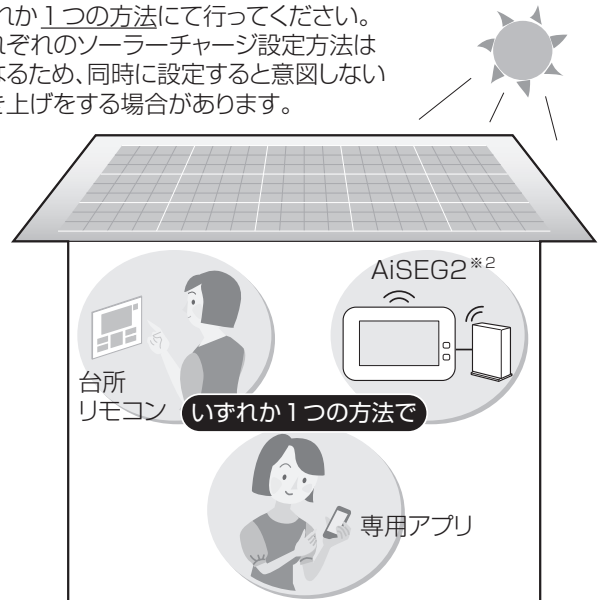 れか１つの方法にて行ってください。
れぞれのソーラーチャージ設定方法は
なるため、同時に設定すると意図しない
き上げをする場合があります。
AiSEG2※2
台所
リモコン
いずれか１つの方法で
専用アプリ